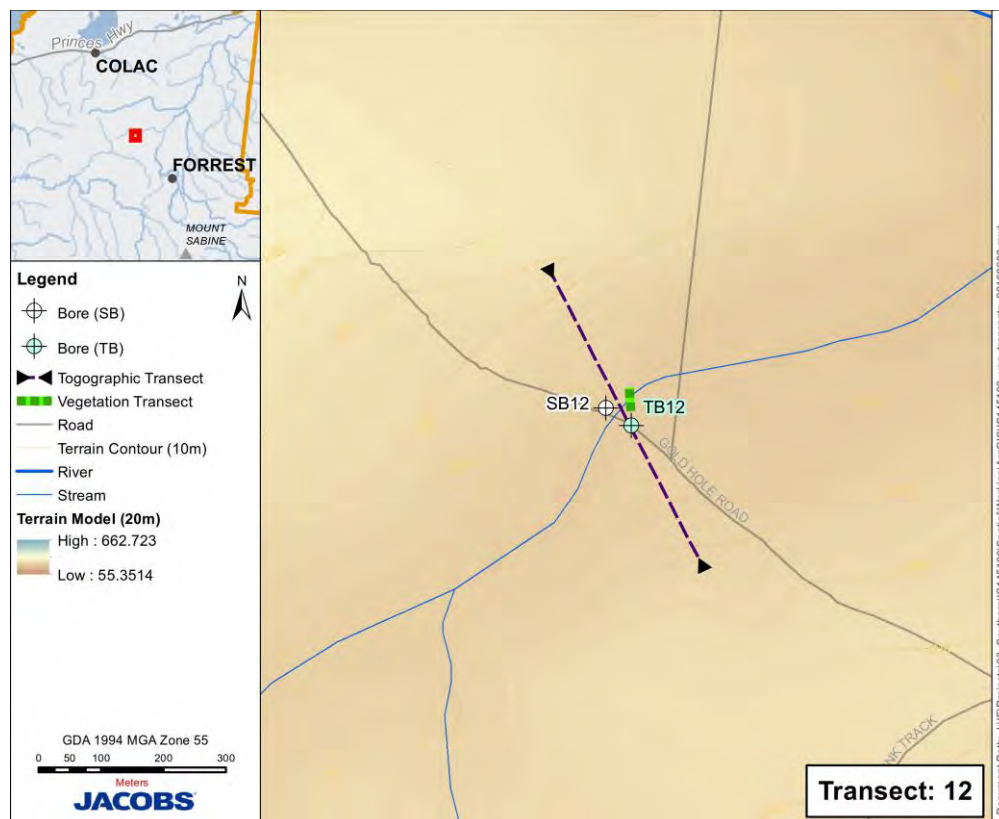 Princes Hwy
COLAC
FORREST
MOUNT
SABINE
Legend
N
Bore (SB)
Bore (TB)
Togographic Transect
Vegetation Transect
Road
Terrain Contour (10m)
River
Stream
Terrain Model (20m)
High : 662.723
Low : 55.3514
GDA 1994 MGA Zone 55
0 50 100 200 300
Meters
JACOBS
SB12
TB12
GOLD HOLE ROAD
TRACK
Transect: 12